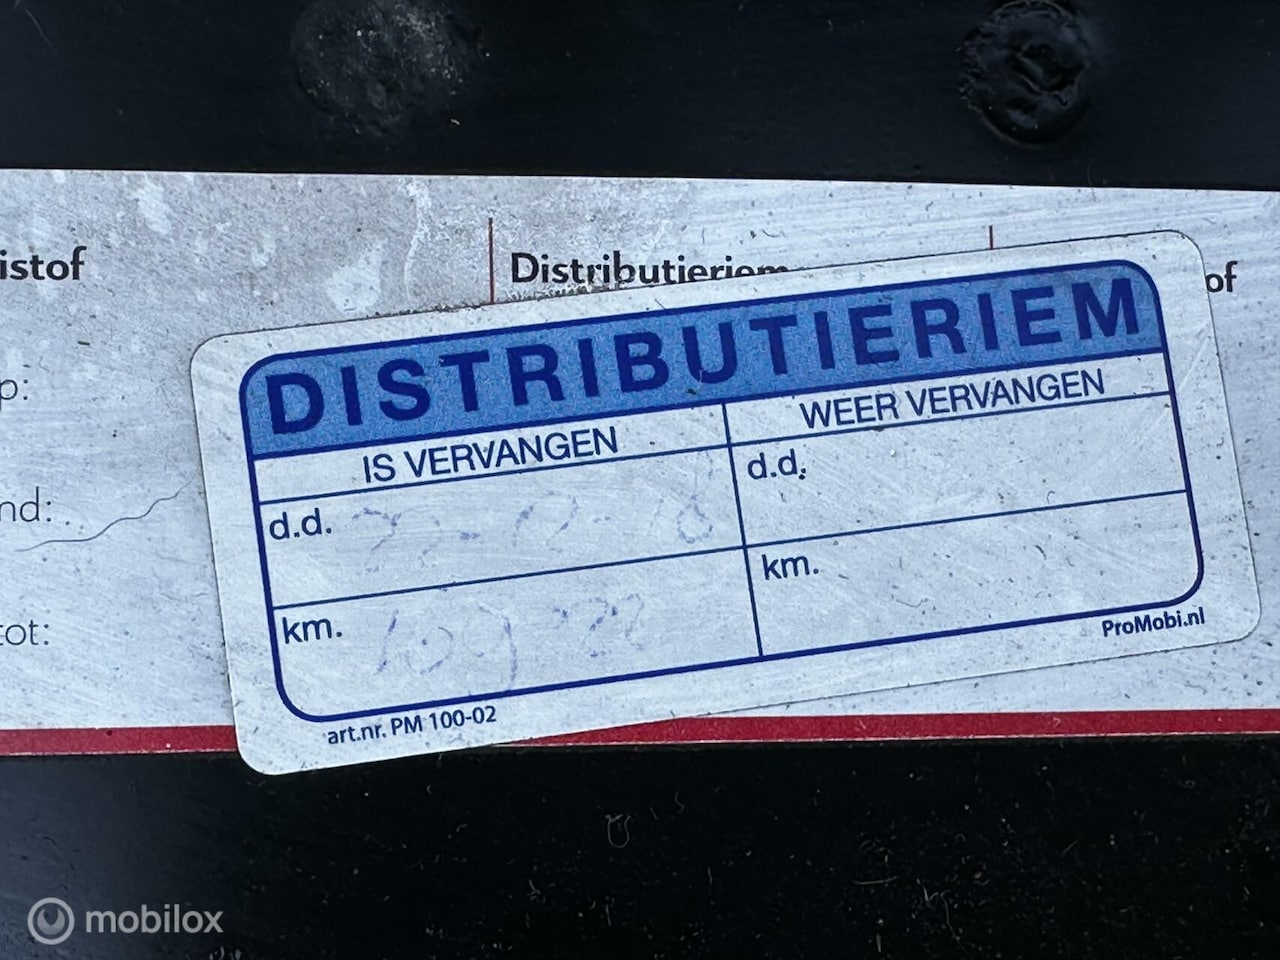 istof
Distributieriem
of
DISTRIBUTIERIEM
IS VERVANGEN
WEER VERVANGEN
d.d.
d.d.
km.
km.
ProMobi.nl
art.nr. PM 100-02
p:
nd:
tot:
mobilox